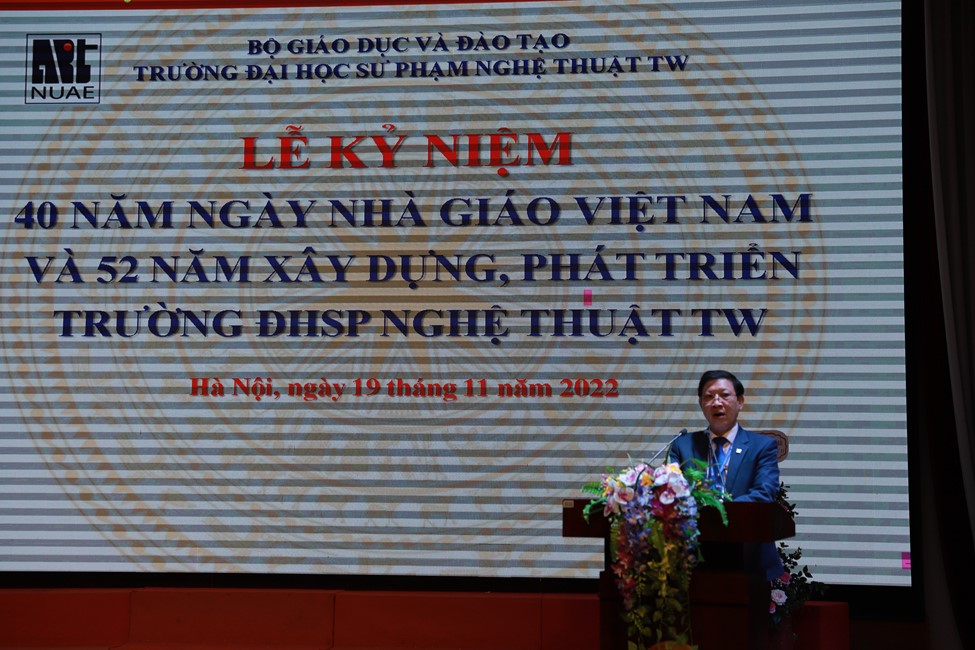 ART
NUAE
BỘ GIÁO DỤC VÀ ĐÀO TẠO
TRƯỜNG ĐẠI HỌC SƯ PHẠM NGHỆ THUẬT TW
LỄ KỶ NIỆM
40 NĂM NGÀY NHÀ GIÁO VIỆT NAM
VÀ 52 NĂM XÂY DỰNG, PHÁT TRIỂN
TRƯỜNG ĐHSP NGHỆ THUẬT TW
Hà Nội, ngày 19 tháng 11 năm 2022